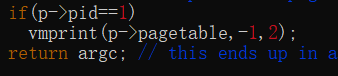 if(p->pid==1)
vmprint(p->pagetable,-1,2);
return argc; // this ends up in a